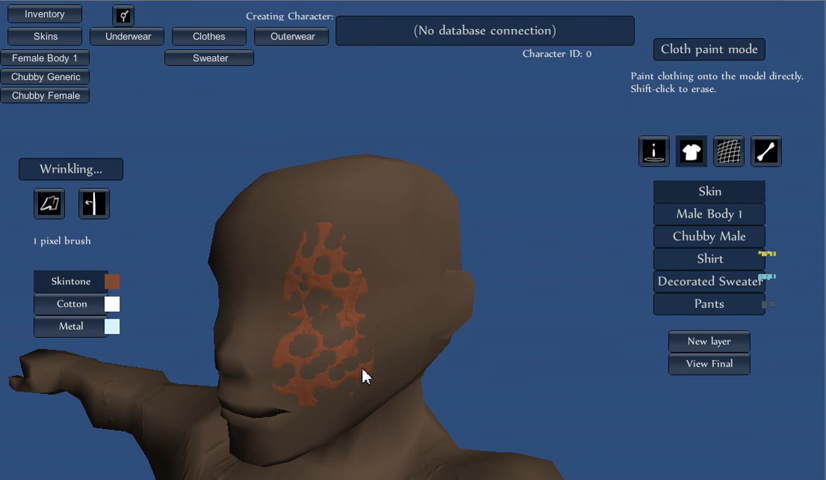 Inventory
Creating Character:
(No database connection)
Skins
Underwear
Clothes
Outerwear
Character ID: 0
Cloth paint mode
Female Body 1
Sweater
Chubby Generic
Chubby Female
Paint clothing onto the model directly.
Shift-click to erase.
Wrinkling...
1 pixel brush
Skintone
Cotton
Metal
Skin
Male Body 1
Chubby Male
Shirt
Decorated Sweater
Pants
New layer
View Final